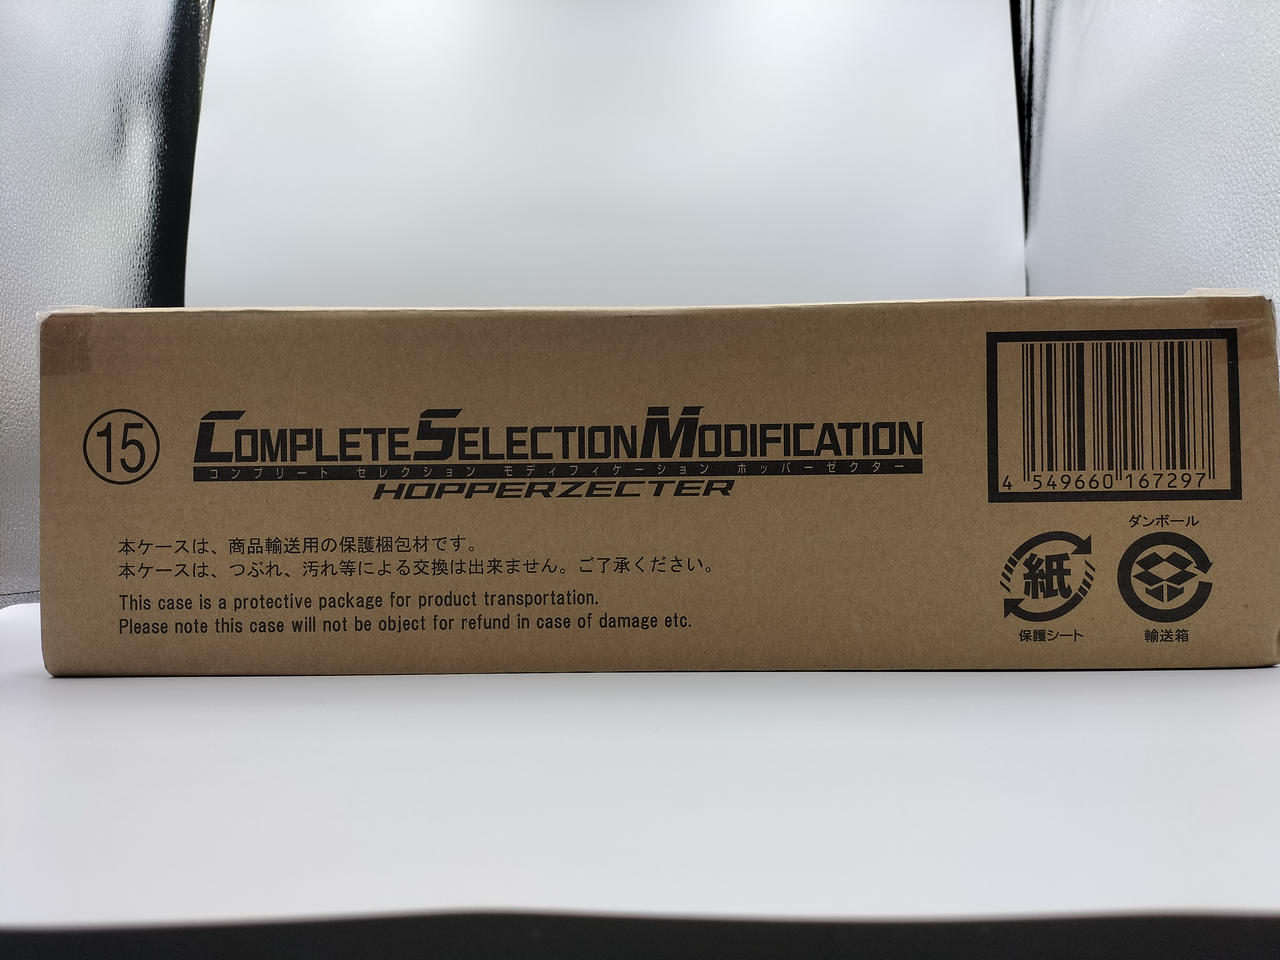 15
COMPLETE SELECTION MODIFICATION
コンプリート セレクション モディフィケーション ホッパーゼクター
HOPPERZECTER
本ケースは、商品輸送用の保護梱包材です。
本ケースは、つぶれ、汚れ等による交換は出来ません。ご了承ください。
This case is a protective package for product transportation.
Please note this case will not be object for refund in case of damage etc.
4 549660 167297
紙
保護シート
ダンボール
輸送箱